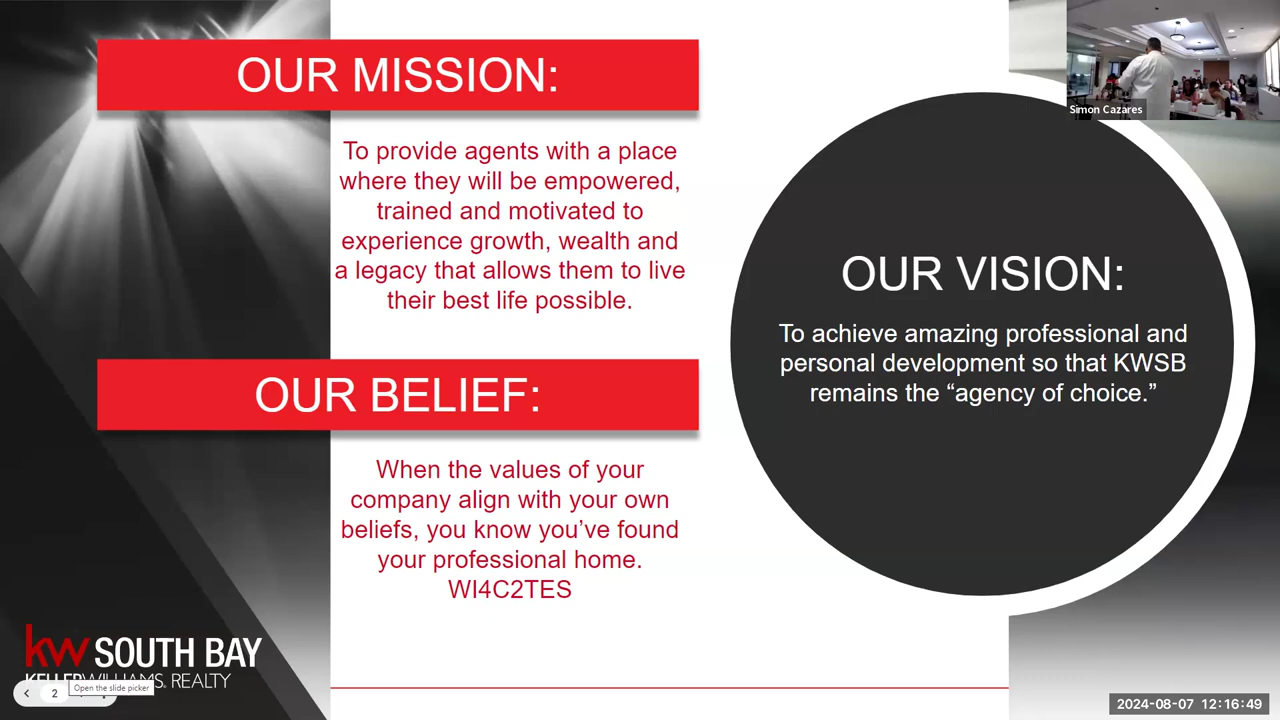 OUR MISSION:
To provide agents with a place
where they will be empowered,
trained and motivated to
experience growth, wealth and
a legacy that allows them to live
their best life possible.
OUR BELIEF:
When the values of your
company align with your own
beliefs, you know you’ve found
your professional home.
WI4C2TES
OUR VISION:
To achieve amazing professional and
personal development so that KWSB
remains the “agency of choice.”
Simon Cazares
kw SOUTH BAY
KELLERWILLIAMS. REALTY
2
Open the slide picker
2024-08-07 12:16:49